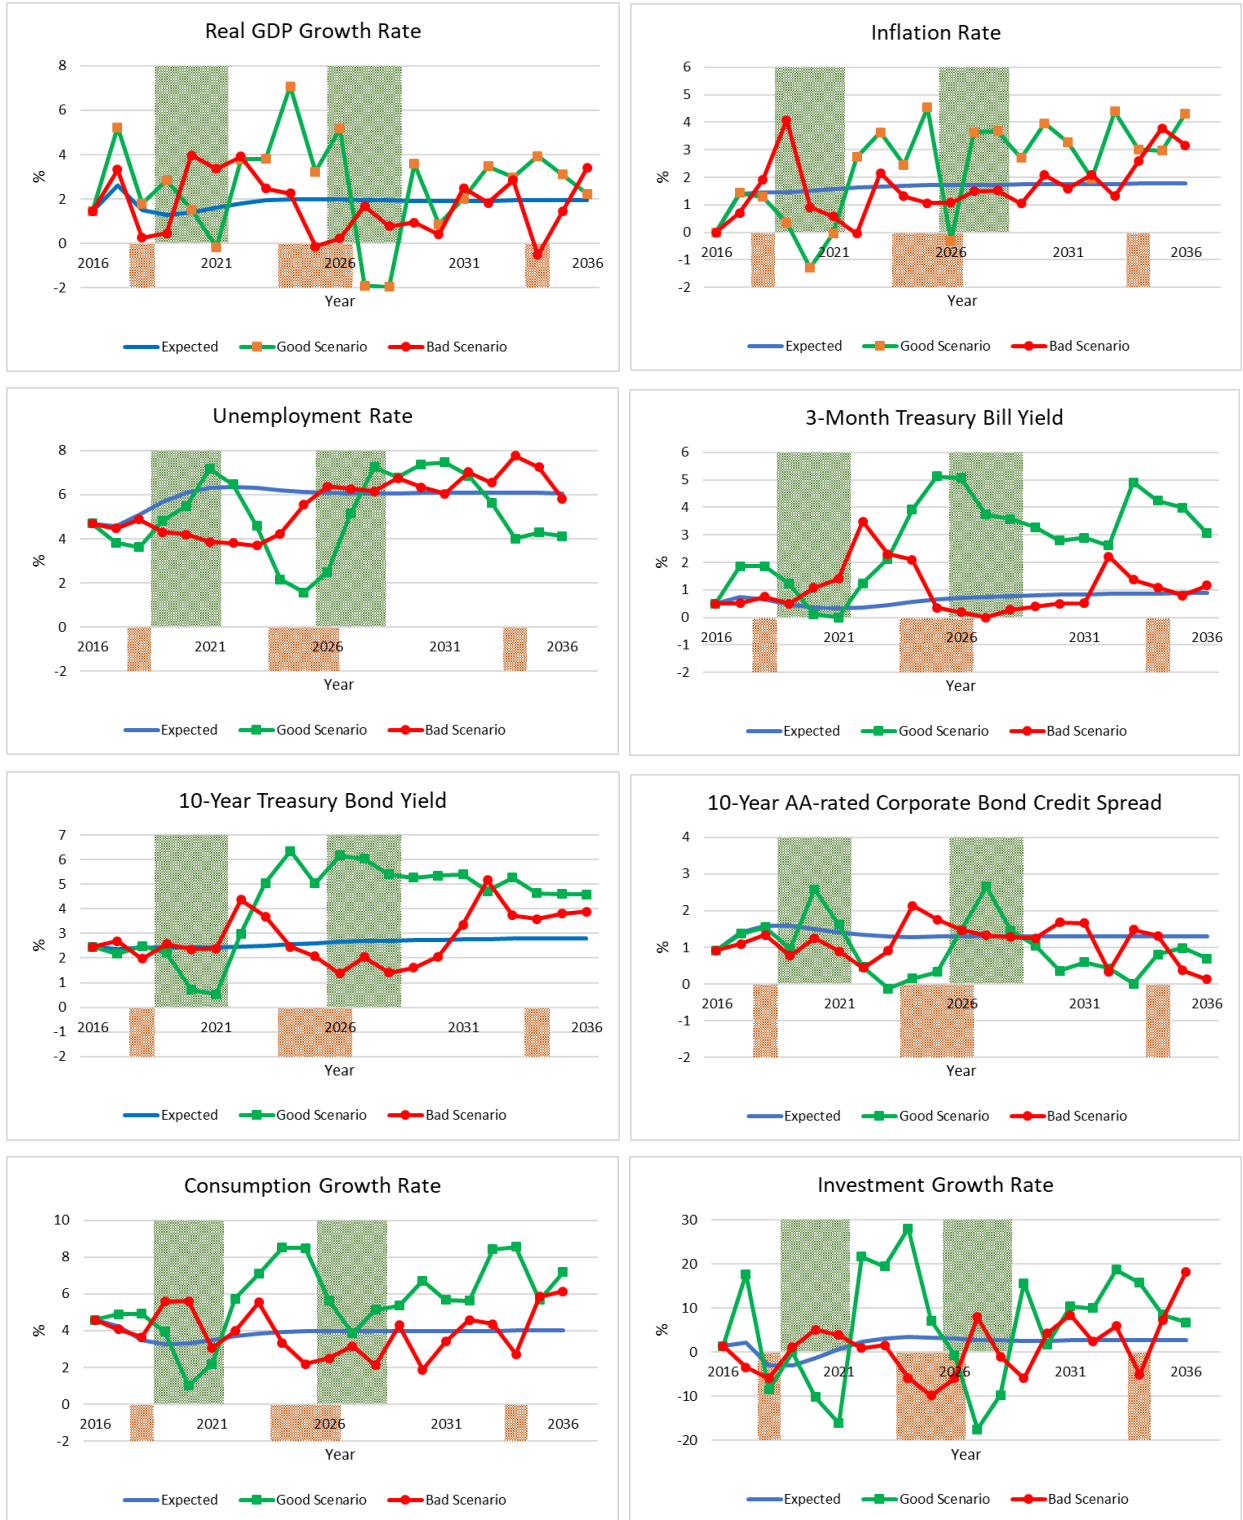 Real GDP Growth Rate
8
6
4
2
0
-2
%
2016 2021 2026 2031 2036
Year
Expected Good Scenario Bad Scenario
Inflation Rate
6
5
4
3
2
1
0
-1
-2
%
2016 2021 2026 2031 2036
Year
Expected Good Scenario Bad Scenario
Unemployment Rate
8
6
4
2
0
-2
%
2016 2021 2026 2031 2036
Year
Expected Good Scenario Bad Scenario
3-Month Treasury Bill Yield
6
5
4
3
2
1
0
-1
-2
%
2016 2021 2026 2031 2036
Year
Expected Good Scenario Bad Scenario
10-Year Treasury Bond Yield
7
6
5
4
3
2
1
0
-1
-2
%
2016 2021 2026 2031 2036
Year
Expected Good Scenario Bad Scenario
10-Year AA-rated Corporate Bond Credit Spread
4
3
2
1
0
-1
-2
%
2016 2021 2026 2031 2036
Year
Expected Good Scenario Bad Scenario
Consumption Growth Rate
10
8
6
4
2
0
-2
%
2016 2021 2026 2031 2036
Year
Expected Good Scenario Bad Scenario
Investment Growth Rate
30
20
10
0
-10
-20
%
2016 2021 2026 2031 2036
Year
Expected Good Scenario Bad Scenario